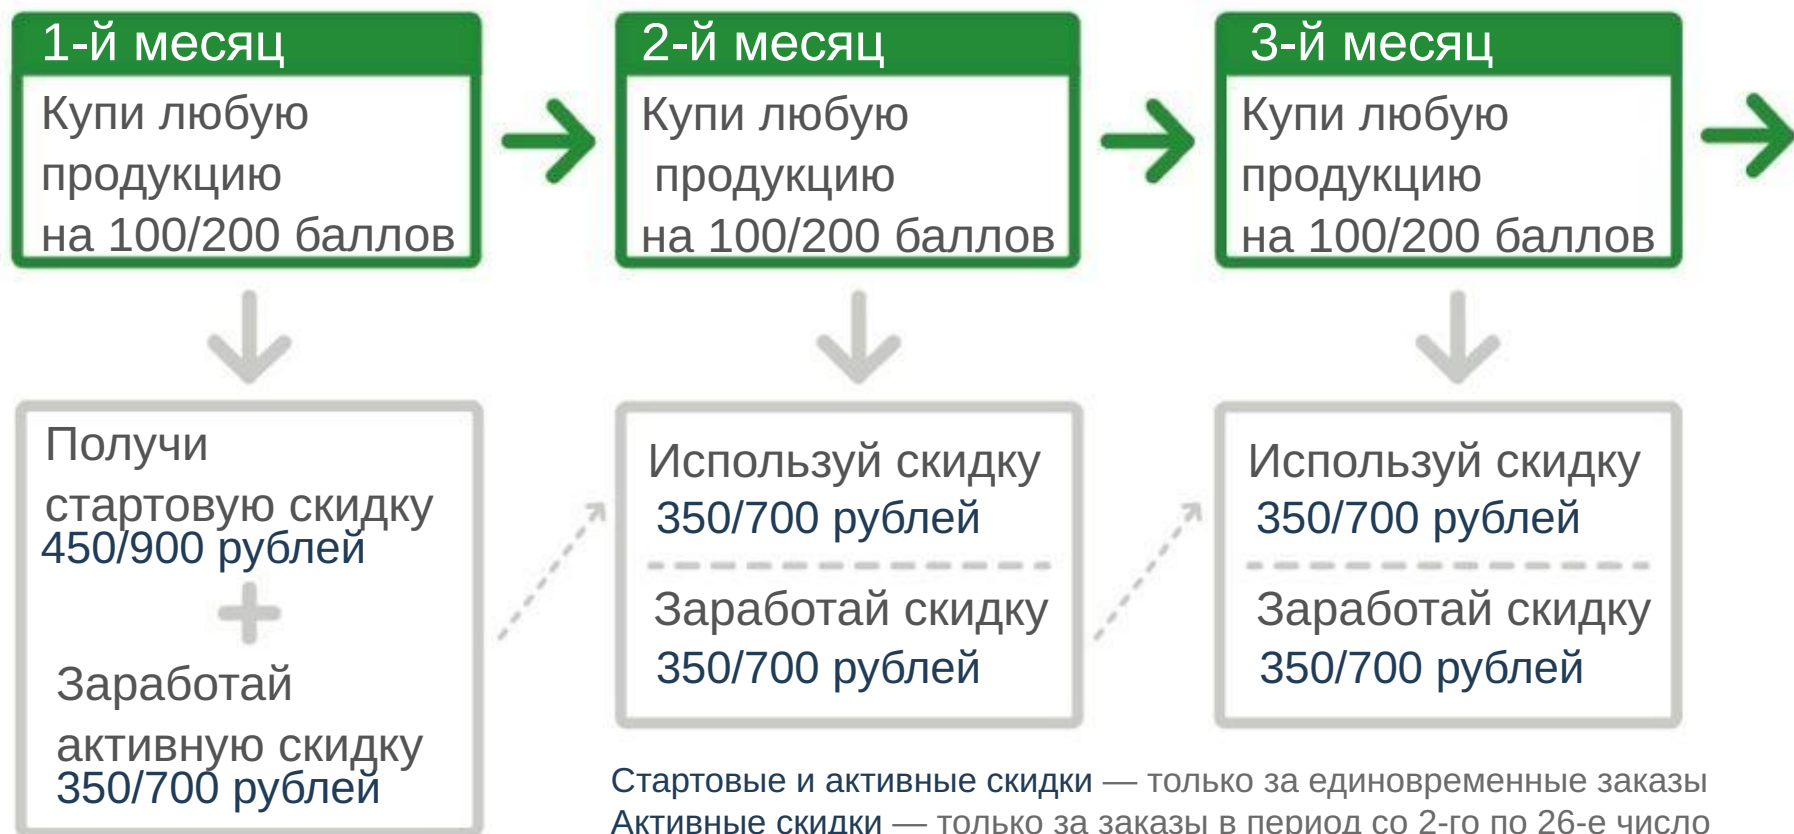 1-й месяц
Купи любую
продукцию
на 100/200 баллов
2-й месяц
Купи любую
продукцию
на 100/200 баллов
3-й месяц
Купи любую
продукцию
на 100/200 баллов
Получи
стартовую скидку
450/900 рублей
+
Заработай
активную скидку
350/700 рублей
Используй скидку
350/700 рублей
Заработай скидку
350/700 рублей
Используй скидку
350/700 рублей
Заработай скидку
350/700 рублей
Стартовые и активные скидки — только за единовременные заказы
Активные скидки — только за заказы в период со 2-го по 26-е число